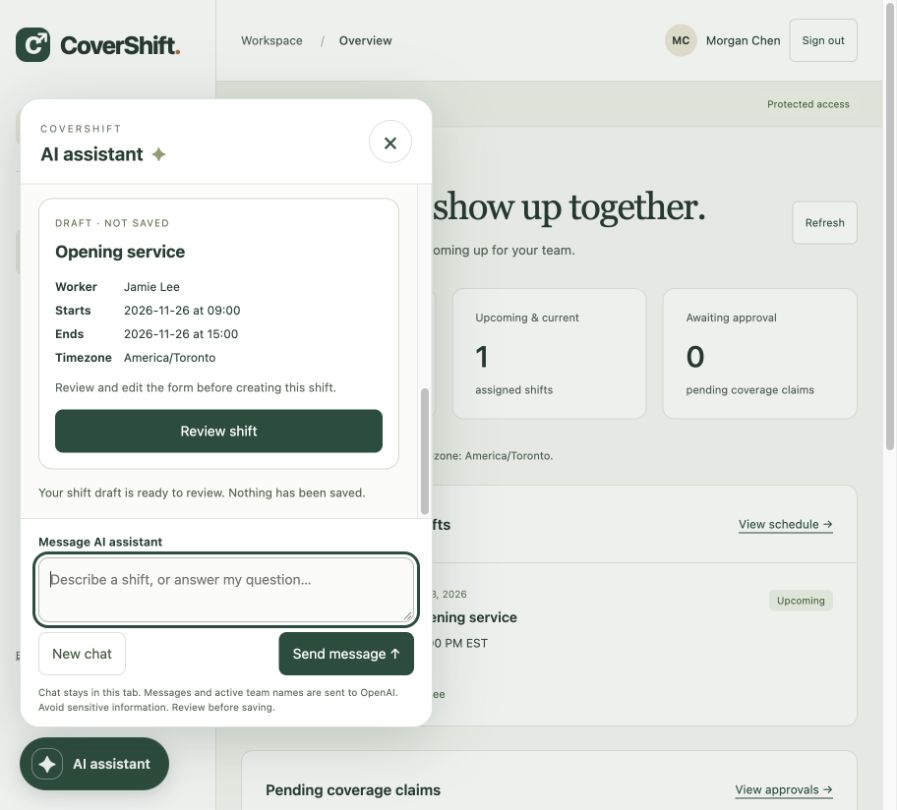 CoverShift.
Workspace / Overview
MC Morgan Chen
Sign out
Protected access
COVERSHIFT
AI assistant
DRAFT · NOT SAVED
Opening service
Worker Jamie Lee
Starts 2026-11-26 at 09:00
Ends 2026-11-26 at 15:00
Timezone America/Toronto
Review and edit the form before creating this shift.
Review shift
Your shift draft is ready to review. Nothing has been saved.
Message AI assistant
Describe a shift, or answer my question...
New chat
Send message ↑
Chat stays in this tab. Messages and active team names are sent to OpenAI.
Avoid sensitive information. Review before saving.
AI assistant
show up together.
Refresh
oming up for your team.
Upcoming & current
1
assigned shifts
Awaiting approval
0
pending coverage claims
zone: America/Toronto.
fts
View schedule →
, 2026
Upcoming
ening service
0 PM EST
ee
Pending coverage claims
View approvals →